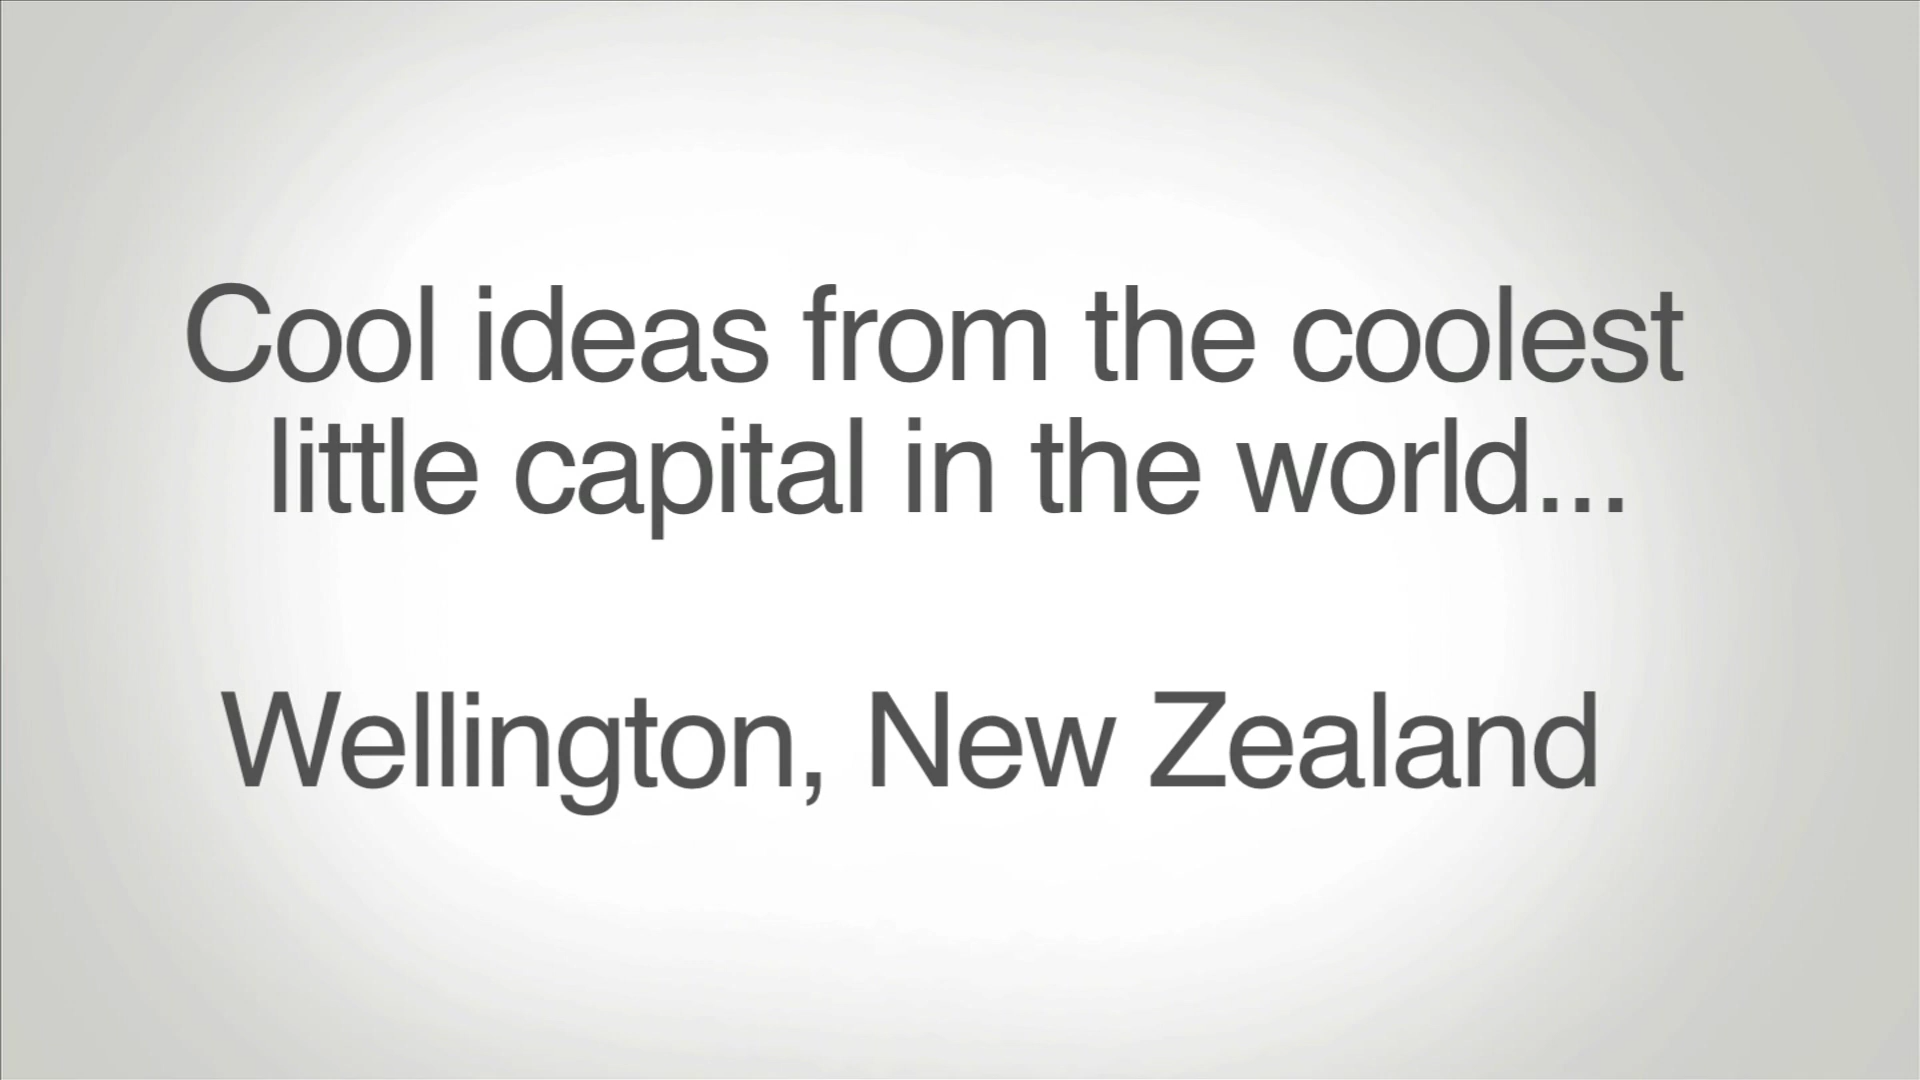 Cool ideas from the coolest
little capital in the world...
Wellington, New Zealand